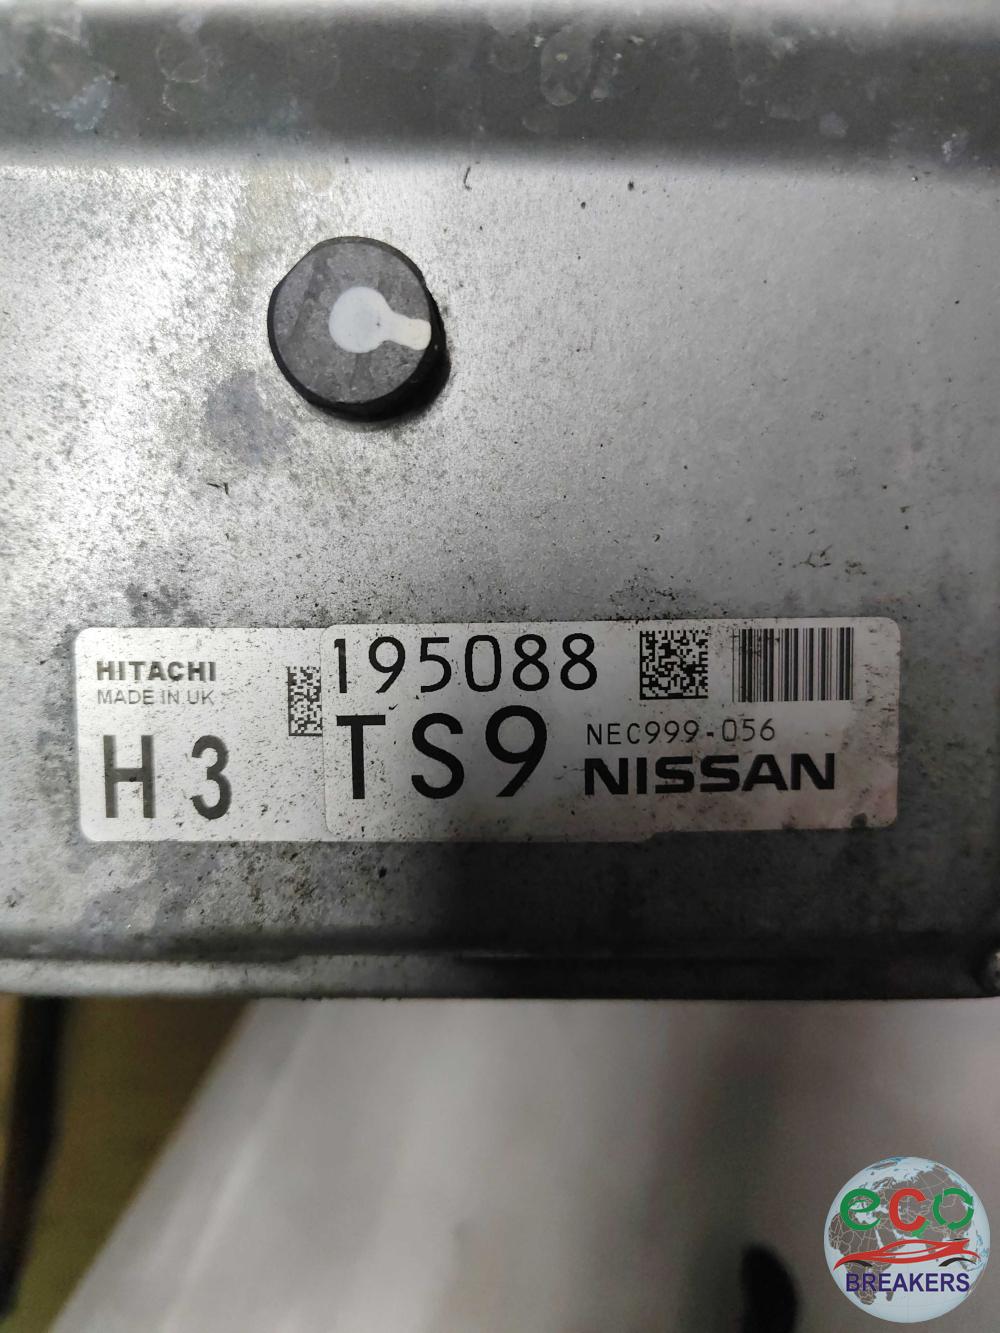 HITACHI
MADE IN UK
H3
195088
TS9
NEC999-056
NISSAN
eco
BREAKERS